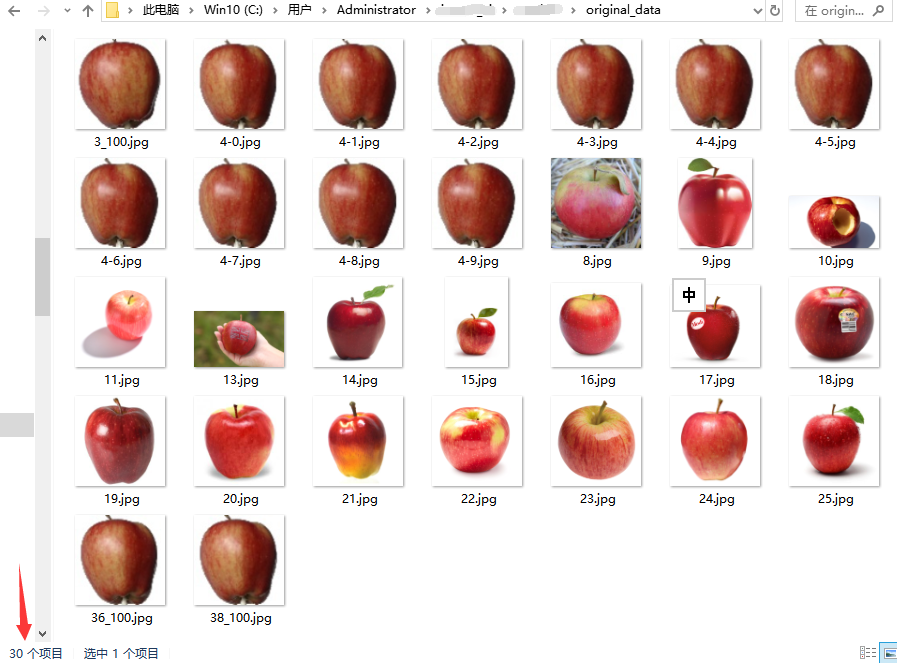 此电脑 Win10 (C:) 用户 Administrator original_data 在 origin...
3_100.jpg 4-0.jpg 4-1.jpg 4-2.jpg 4-3.jpg 4-4.jpg 4-5.jpg
4-6.jpg 4-7.jpg 4-8.jpg 4-9.jpg 8.jpg 9.jpg 10.jpg
中
11.jpg 13.jpg 14.jpg 15.jpg 16.jpg 17.jpg 18.jpg
19.jpg 20.jpg 21.jpg 22.jpg 23.jpg 24.jpg 25.jpg
36_100.jpg 38_100.jpg
30 个项目 选中 1 个项目